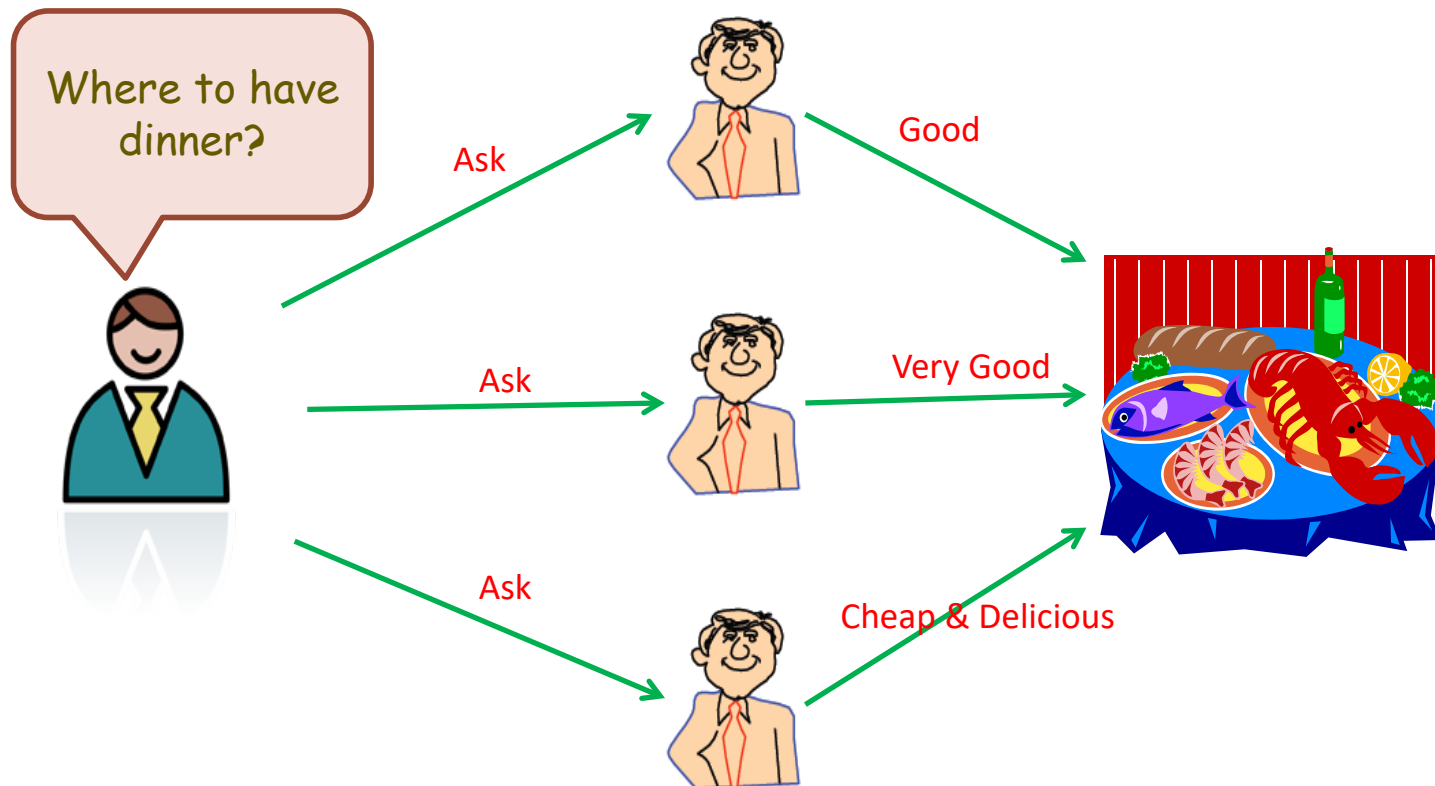 Where to have
dinner?
Ask
Good
Ask
Very Good
Ask
Cheap & Delicious